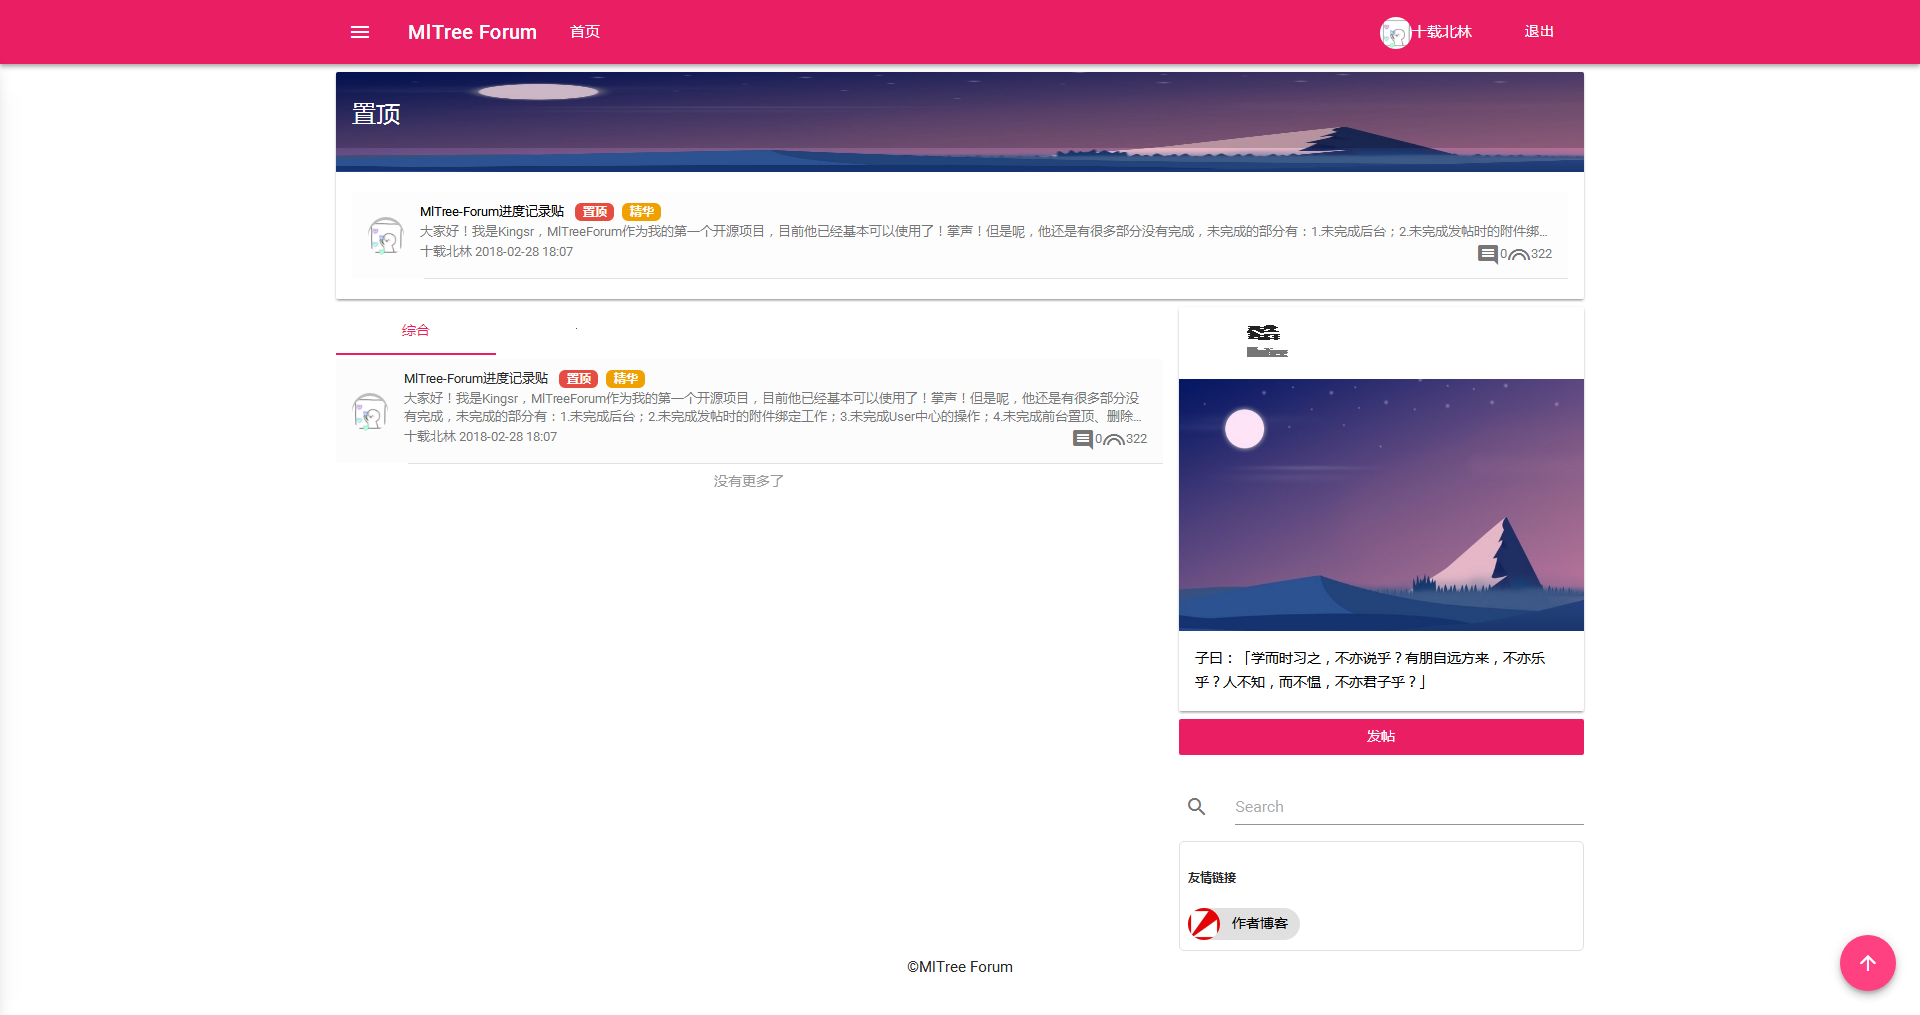 MlTree Forum 首页 十载北林 退出
置顶
MlTree-Forum进度记录贴 置顶 精华
大家好！我是Kingsr，MlTreeForum作为我的第一个开源项目，目前他已经基本可以使用了！掌声！但是呢，他还是有很多部分没有完成，未完成的部分有：1.未完成后台；2.未完成发帖时的附件绑...
十载北林 2018-02-28 18:07
0 322
综合
MlTree-Forum进度记录贴 置顶 精华
大家好！我是Kingsr，MlTreeForum作为我的第一个开源项目，目前他已经基本可以使用了！掌声！但是呢，他还是有很多部分没
有完成，未完成的部分有：1.未完成后台；2.未完成发帖时的附件绑定工作；3.未完成User中心的操作；4.未完成前台置顶、删除...
十载北林 2018-02-28 18:07
0 322
没有更多了
子曰：「学而时习之，不亦说乎？有朋自远方来，不亦乐
乎？人不知，而不愠，不亦君子乎？」
发帖
Search
友情链接
作者博客
©MlTree Forum